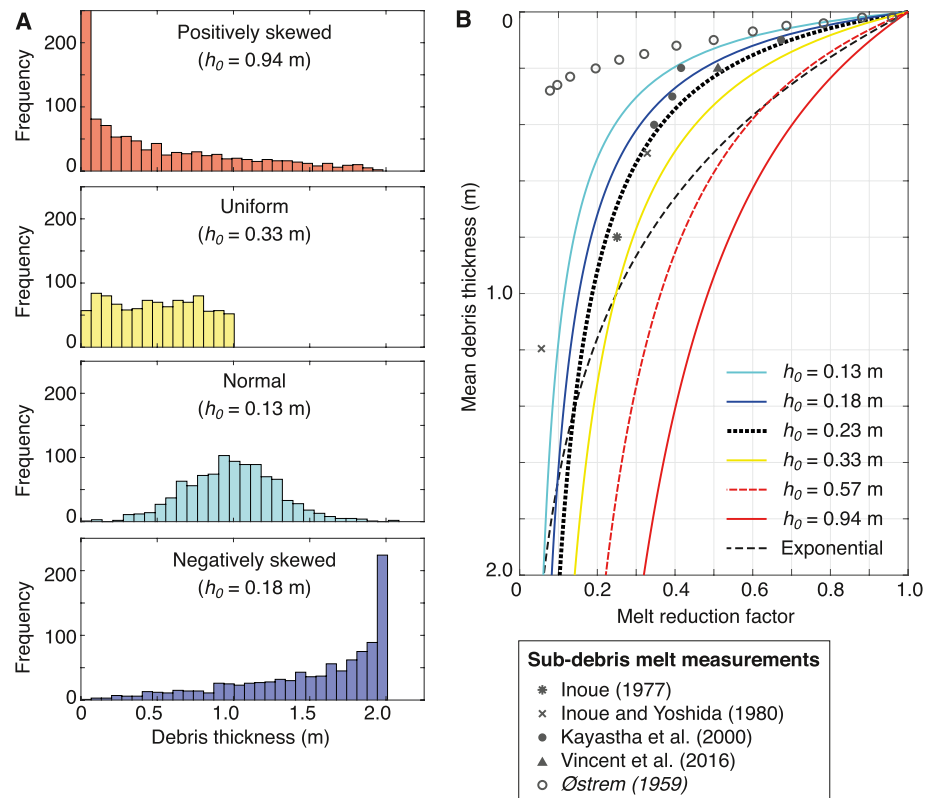 A
Positively skewed
(h0 = 0.94 m)
Frequency
200
100
0
Uniform
(h0 = 0.33 m)
Frequency
200
100
0
Normal
(h0 = 0.13 m)
Frequency
200
100
0
Negatively skewed
(h0 = 0.18 m)
Frequency
200
100
0
0 0.5 1.0 1.5 2.0
Debris thickness (m)
B
0
1.0
2.0
Mean debris thickness (m)
h0 = 0.13 m
h0 = 0.18 m
h0 = 0.23 m
h0 = 0.33 m
h0 = 0.57 m
h0 = 0.94 m
Exponential
0 0.2 0.4 0.6 0.8 1.0
Melt reduction factor
Sub-debris melt measurements
Inoue (1977)
Inoue and Yoshida (1980)
Kayastha et al. (2000)
Vincent et al. (2016)
Østrem (1959)